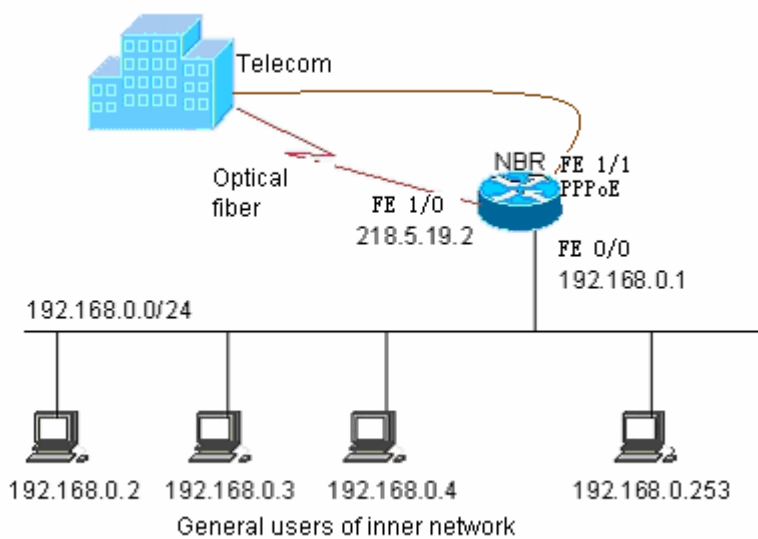 Telecom
Optical
fiber
NBR
FE 1/1
PPPoE
FE 1/0
218.5.19.2
FE 0/0
192.168.0.1
192.168.0.0/24
192.168.0.2
192.168.0.3
192.168.0.4
192.168.0.253
General users of inner network